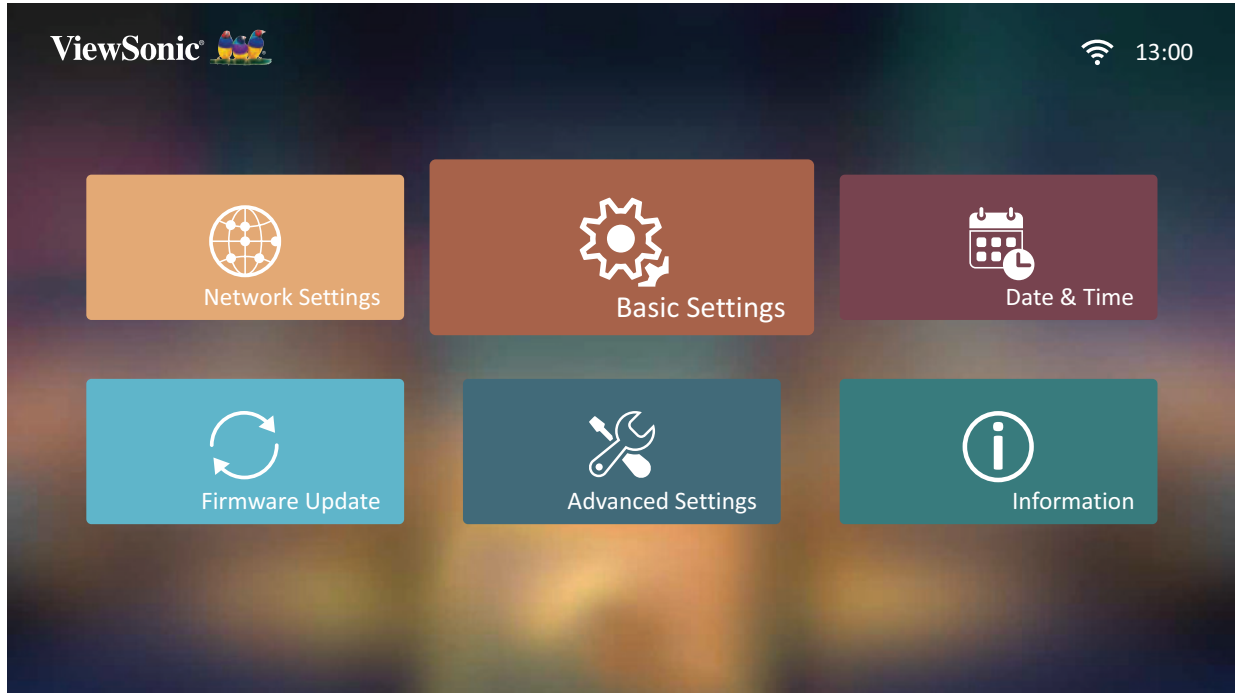 ViewSonic®
13:00
Network Settings
Basic Settings
Date & Time
Firmware Update
Advanced Settings
Information